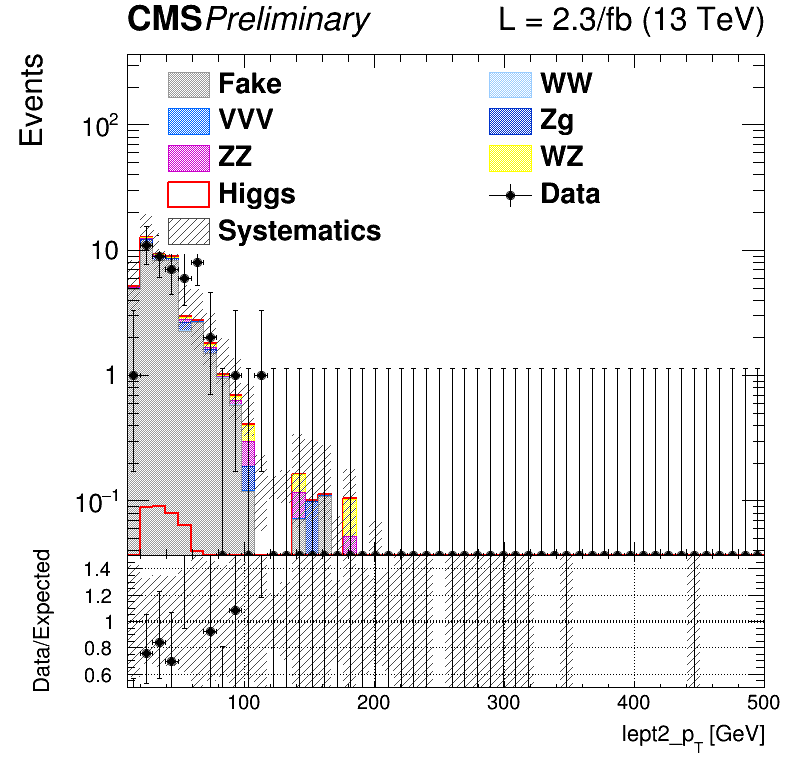 CMS Preliminary L = 2.3/fb (13 TeV)
Events
Fake WW
VVV Zg
ZZ WZ
Higgs Data
Systematics
10²
10
1
10⁻¹
Data/Expected
1.4
1.2
1
0.8
0.6
100 200 300 400 500
lept2_p_T [GeV]